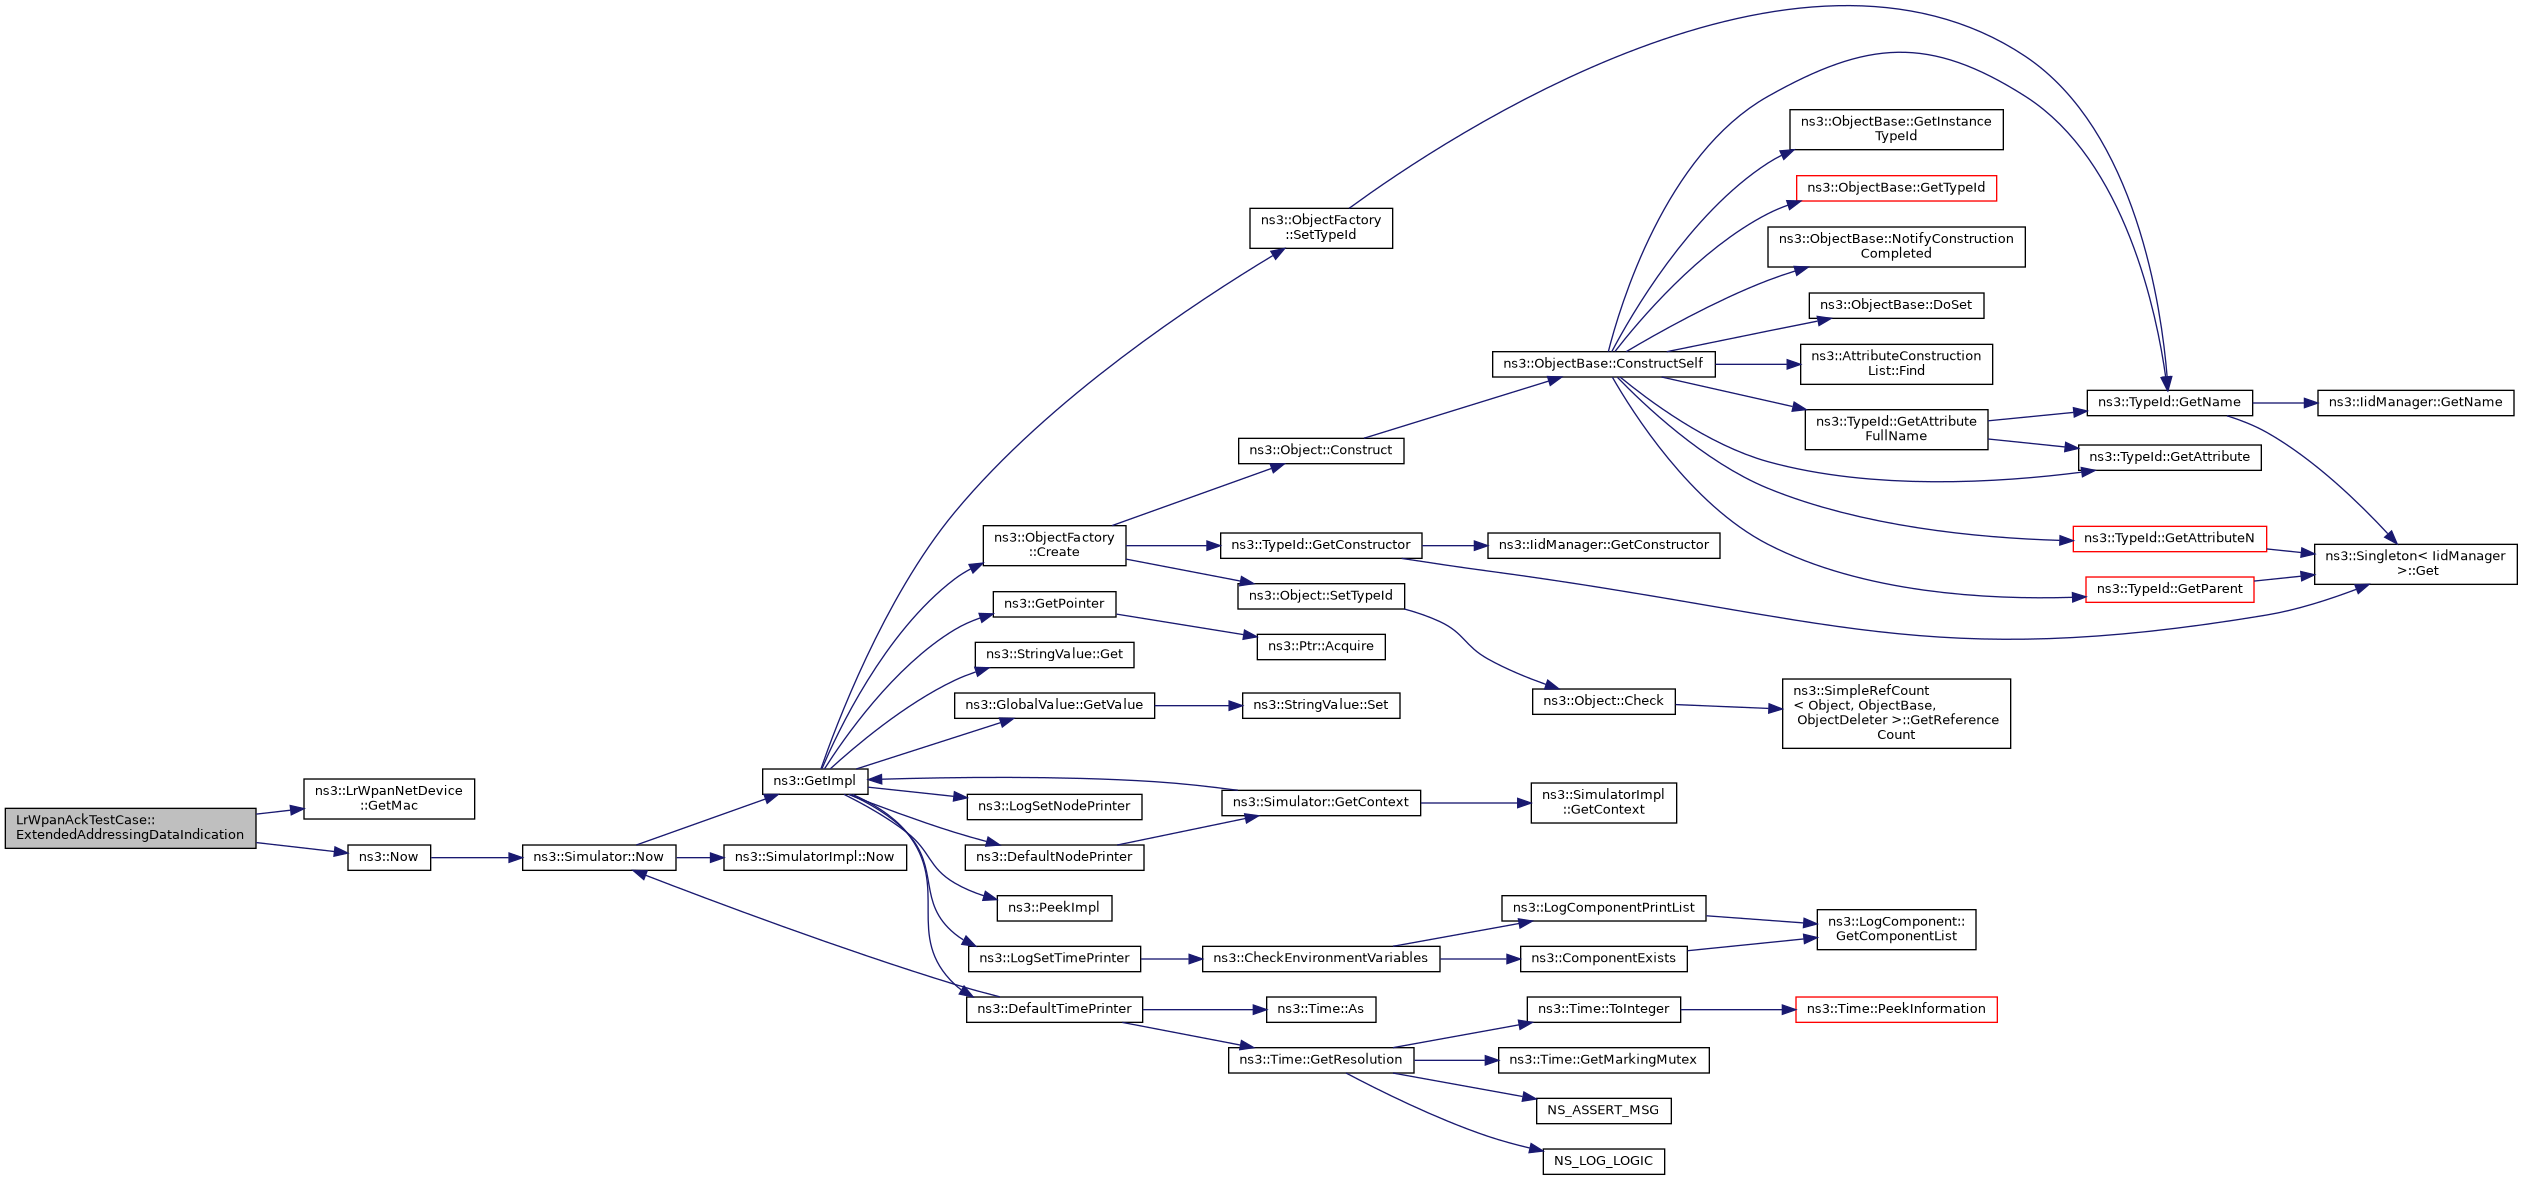 LrWpanAckTestCase::
ExtendedAddressingDataIndication
ns3::LrWpanNetDevice
::GetMac
ns3::Now
ns3::Simulator::Now
ns3::GetImpl
ns3::SimulatorImpl::Now
ns3::ObjectFactory
::SetTypeId
ns3::ObjectFactory
::Create
ns3::GetPointer
ns3::StringValue::Get
ns3::GlobalValue::GetValue
ns3::LogSetNodePrinter
ns3::DefaultNodePrinter
ns3::PeekImpl
ns3::LogSetTimePrinter
ns3::DefaultTimePrinter
ns3::Object::Construct
ns3::TypeId::GetConstructor
ns3::Object::SetTypeId
ns3::Ptr::Acquire
ns3::StringValue::Set
ns3::Simulator::GetContext
ns3::CheckEnvironmentVariables
ns3::Time::As
ns3::Time::GetResolution
ns3::ObjectBase::ConstructSelf
ns3::IidManager::GetConstructor
ns3::Object::Check
ns3::SimulatorImpl
::GetContext
ns3::LogComponentPrintList
ns3::ComponentExists
ns3::Time::ToInteger
ns3::Time::GetMarkingMutex
NS_ASSERT_MSG
NS_LOG_LOGIC
ns3::ObjectBase::GetInstance
TypeId
ns3::ObjectBase::GetTypeId
ns3::ObjectBase::NotifyConstruction
Completed
ns3::ObjectBase::DoSet
ns3::AttributeConstruction
List::Find
ns3::TypeId::GetAttribute
FullName
ns3::SimpleRefCount
< Object, ObjectBase,
ObjectDeleter >::GetReference
Count
ns3::LogComponent::
GetComponentList
ns3::Time::PeekInformation
ns3::TypeId::GetName
ns3::TypeId::GetAttribute
ns3::TypeId::GetAttributeN
ns3::TypeId::GetParent
ns3::IidManager::GetName
ns3::Singleton< IidManager
>::Get